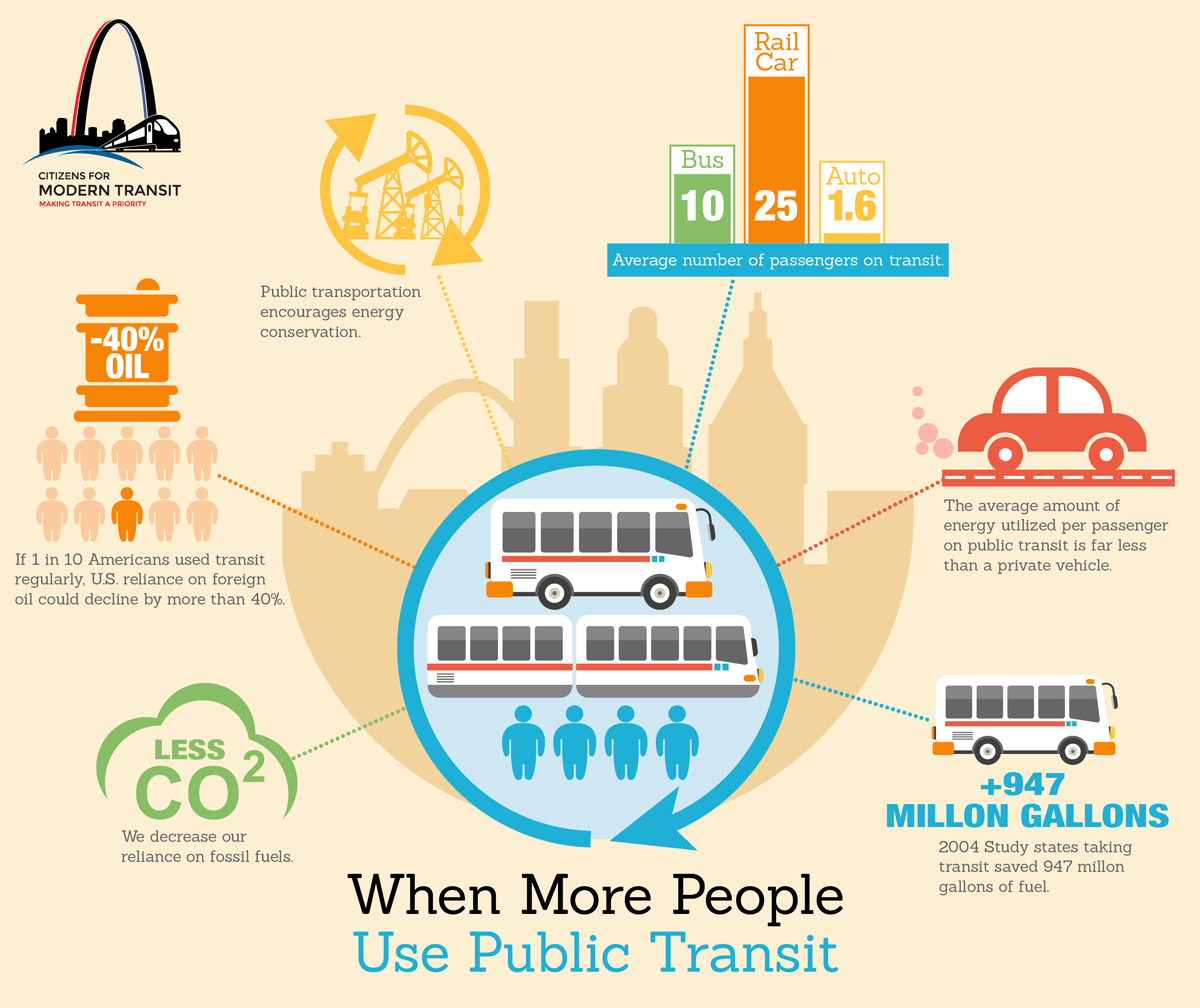 CITIZENS FOR
MODERN TRANSIT
MAKING TRANSIT A PRIORITY
Public transportation
encourages energy
conservation.
Rail
Car
Bus
Auto
10
25
1.6
Average number of passengers on transit.
-40%
OIL
If 1 in 10 Americans used transit
regularly, U.S. reliance on foreign
oil could decline by more than 40%.
The average amount of
energy utilized per passenger
on public transit is far less
than a private vehicle.
LESS
CO2
We decrease our
reliance on fossil fuels.
+947
MILLON GALLONS
2004 Study states taking
transit saved 947 millon
gallons of fuel.
When More People
Use Public Transit